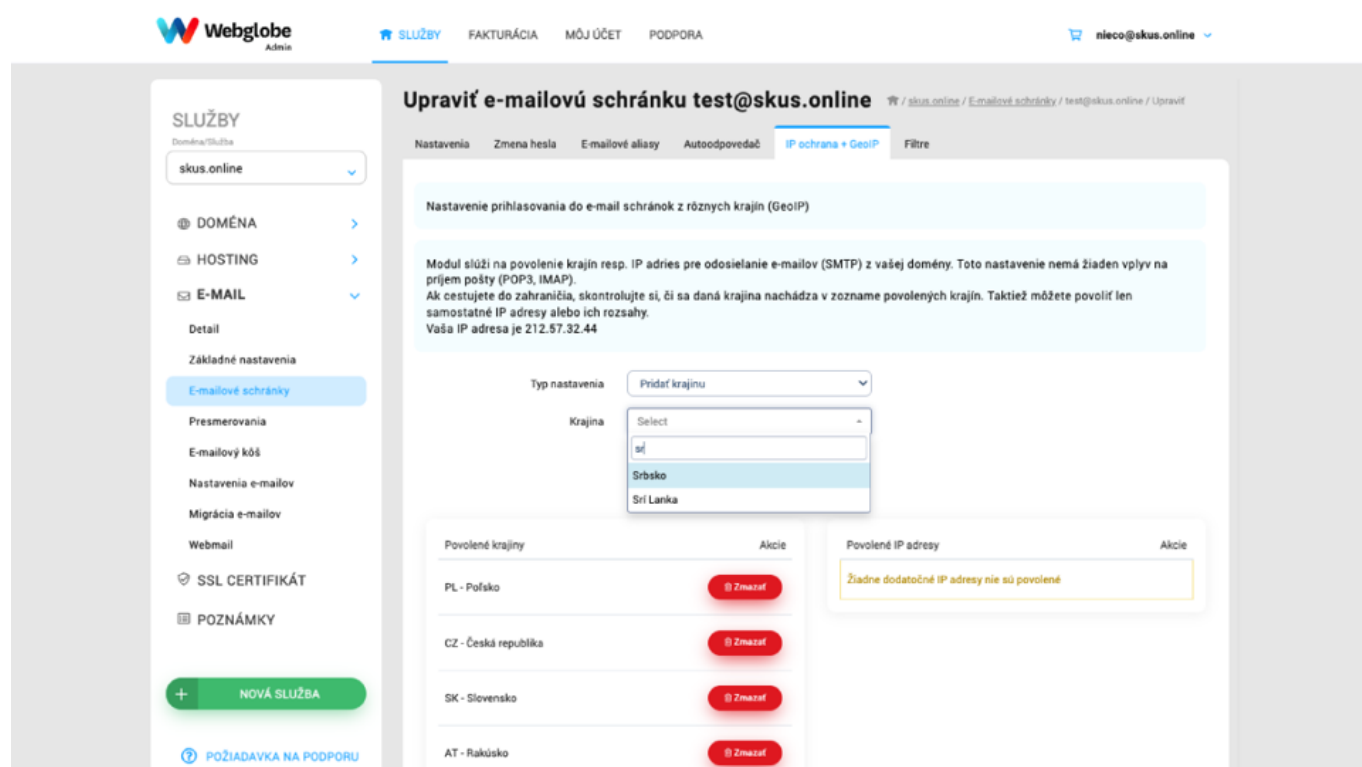 Webglobe
Admin
SLUŽBY
FAKTURÁCIA
MÔJ ÚČET
PODPORA
nieco@skus.online
SLUŽBY
Doména/Služba
skus.online
DOMÉNA
HOSTING
E-MAIL
Detail
Základné nastavenia
E-mailové schránky
Presmerovania
E-mailový kôš
Nastavenia e-mailov
Migrácia e-mailov
Webmail
SSL CERTIFIKÁT
POZNÁMKY
+ NOVÁ SLUŽBA
? POŽIADAVKA NA PODPORU
Upraviť e-mailovú schránku test@skus.online
/ skus.online / E-mailové schránky / test@skus.online / Upraviť
Nastavenia
Zmena hesla
E-mailové aliasy
Autoodpovedač
IP ochrana + GeoIP
Filtre
Nastavenie prihlasovania do e-mail schránok z rôznych krajín (GeoIP)
Modul slúži na povolenie krajín resp. IP adries pre odosielanie e-mailov (SMTP) z vašej domény. Toto nastavenie nemá žiaden vplyv na
príjem pošty (POP3, IMAP).
Ak cestujete do zahraničia, skontrolujte si, či sa daná krajina nachádza v zozname povolených krajín. Taktiež môžete povoliť len
samostatné IP adresy alebo ich rozsahy.
Vaša IP adresa je 212.57.32.44
Typ nastavenia
Pridať krajinu
Krajina
Select
sr
Srbsko
Srí Lanka
Povolené krajiny
Akcie
PL - Poľsko
Zmazať
CZ - Česká republika
Zmazať
SK - Slovensko
Zmazať
AT - Rakúsko
Zmazať
Povolené IP adresy
Akcie
Žiadne dodatočné IP adresy nie sú povolené